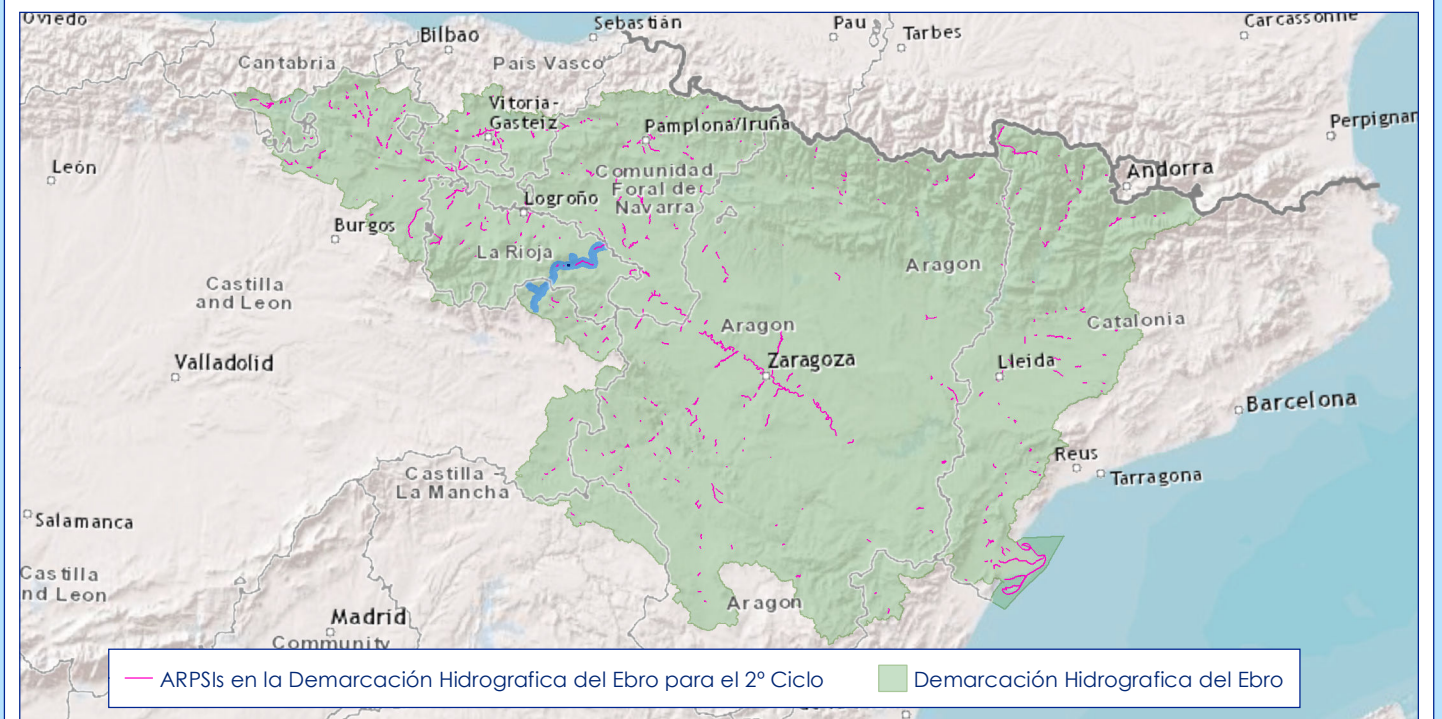 Oviedo
Sebastián
Pau
Tarbes
Carcassonne
Bilbao
Cantabria
País Vasco
Vitoria-
Gasteiz
Pamplona/Iruña
Perpignan
León
Comunidad
Foral de
Navarra
Andorra
Logroño
Burgos
La Rioja
Aragon
Castilla
and Leon
Aragon
Catalonia
Valladolid
Zaragoza
Lleida
Barcelona
Reus
Castilla
La Mancha
Tarragona
Salamanca
Castilla
nd Leon
Aragon
Madrid
Community
ARPSIs en la Demarcación Hidrografica del Ebro para el 2º Ciclo
Demarcación Hidrografica del Ebro